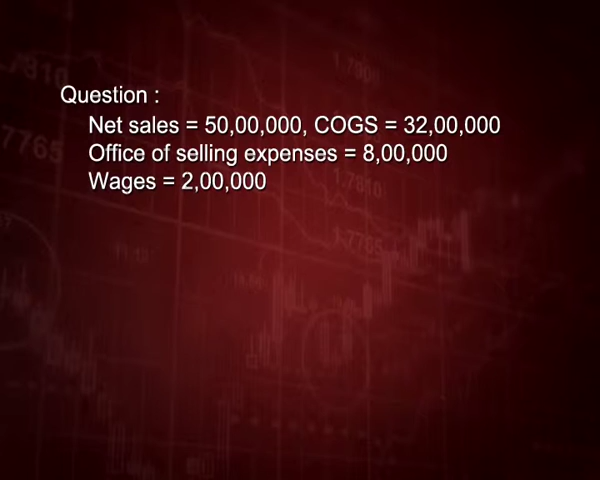 Question :
Net sales = 50,00,000, COGS = 32,00,000
Office of selling expenses = 8,00,000
Wages = 2,00,000